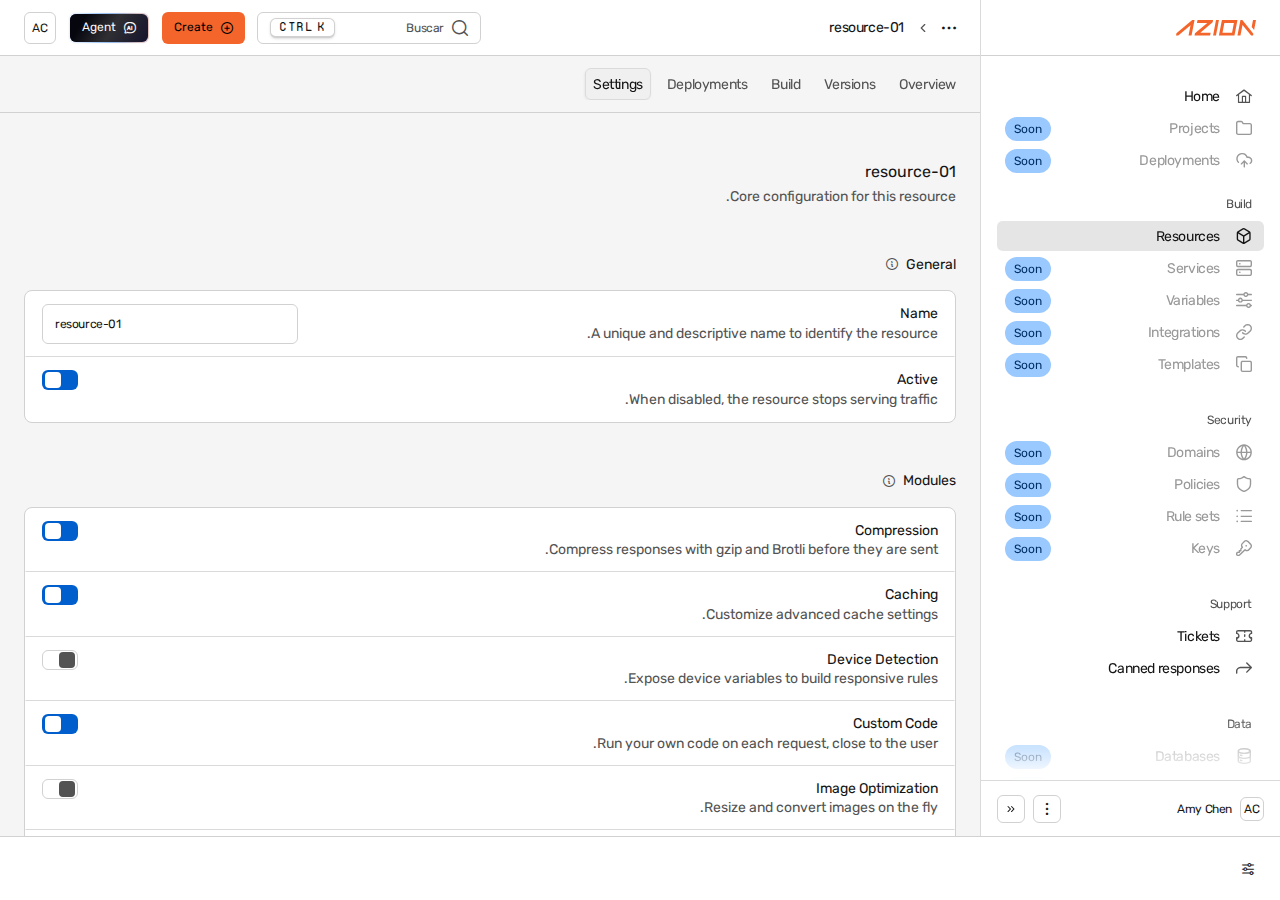 AZION
resource-01
Buscar
CTRL K
Create
Agent
AC
Settings
Deployments
Build
Versions
Overview
resource-01
.Core configuration for this resource
General
Name
.A unique and descriptive name to identify the resource
resource-01
Active
.When disabled, the resource stops serving traffic
Modules
Compression
.Compress responses with gzip and Brotli before they are sent
Caching
.Customize advanced cache settings
Device Detection
.Expose device variables to build responsive rules
Custom Code
.Run your own code on each request, close to the user
Image Optimization
.Resize and convert images on the fly
Home
Projects Soon
Deployments Soon
Build
Resources
Services Soon
Variables Soon
Integrations Soon
Templates Soon
Security
Domains Soon
Policies Soon
Rule sets Soon
Keys Soon
Support
Tickets
Canned responses
Data
Databases Soon
AC Amy Chen